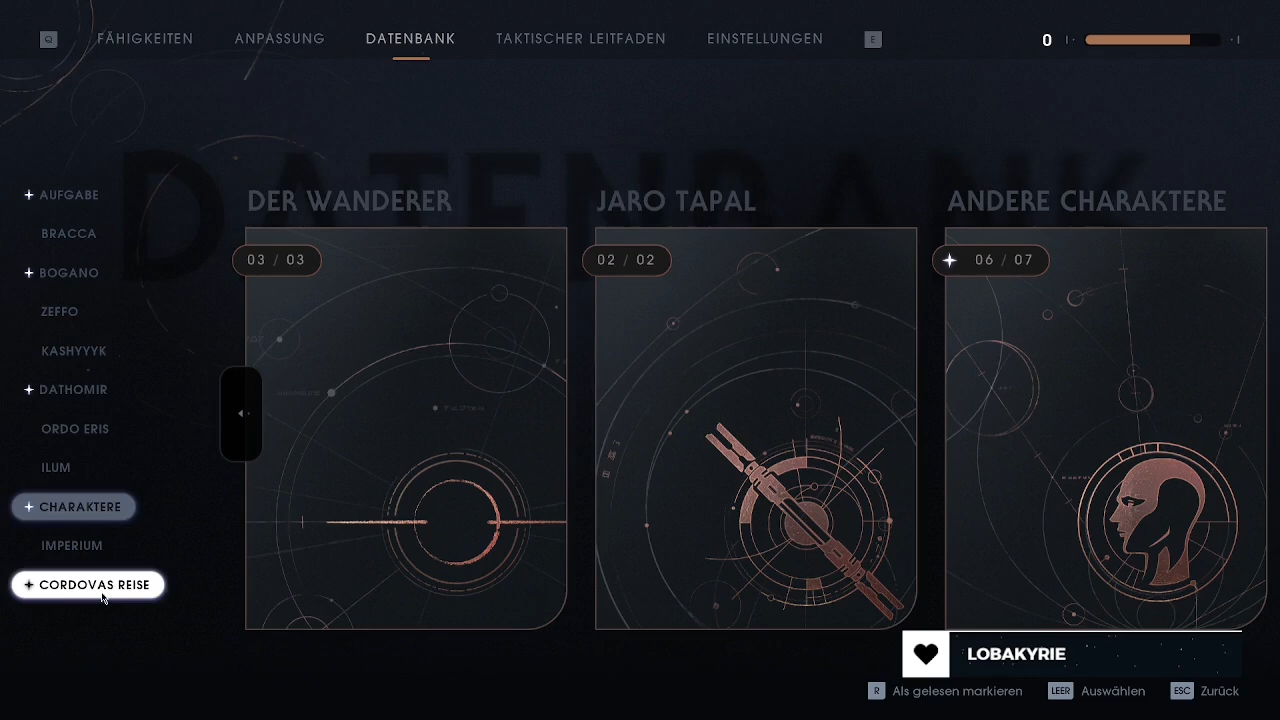 Q FÄHIGKEITEN ANPASSUNG DATENBANK TAKTISCHER LEITFADEN EINSTELLUNGEN E 0
DATENBANK
AUFGABE
BRACCA
BOGANO
ZEFFO
KASHYYYK
DATHOMIR
ORDO ERIS
ILUM
CHARAKTERE
IMPERIUM
CORDOVAS REISE
DER WANDERER
03 / 03
JARO TAPAL
02 / 02
ANDERE CHARAKTERE
06 / 07
LOBAKYRIE
R Als gelesen markieren LEER Auswählen ESC Zurück